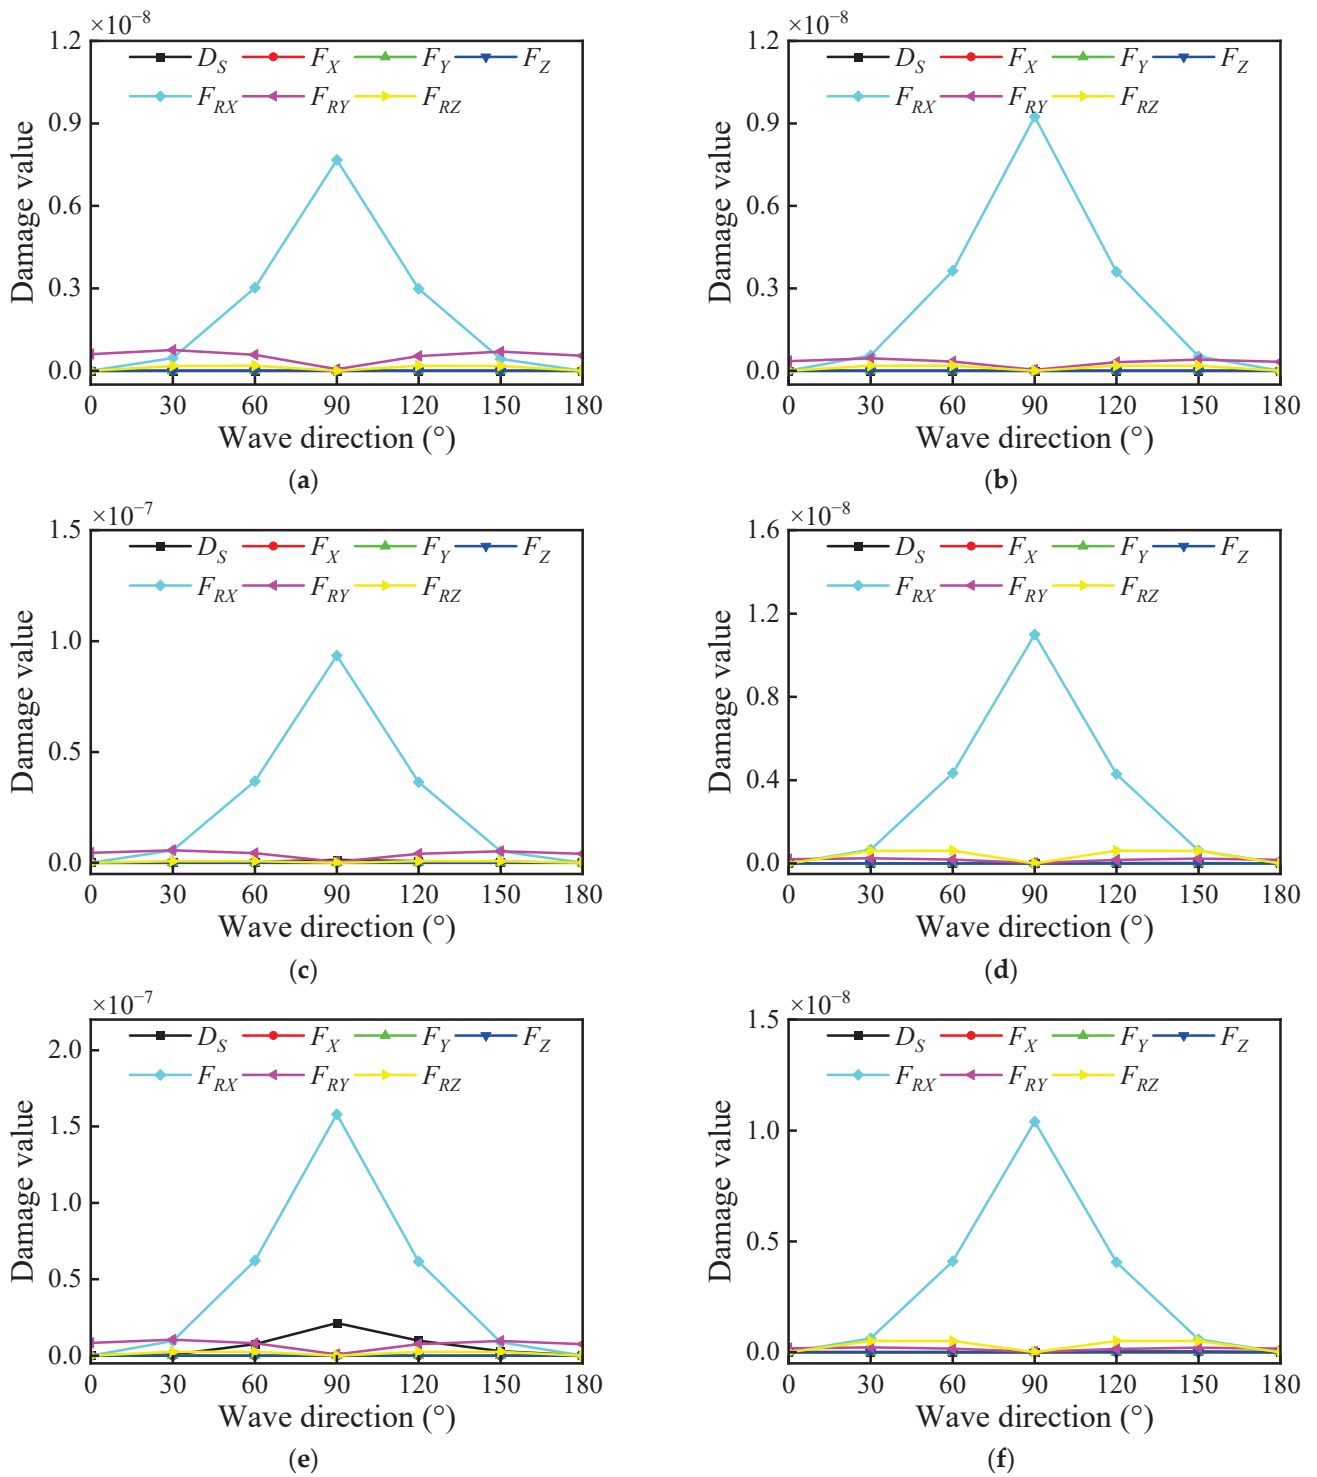 ×10⁻⁸
1.2
0.9
0.6
0.3
0.0
Damage value
D_S F_X F_Y F_Z
F_RX F_RY F_RZ
0 30 60 90 120 150 180
Wave direction (°)
(a)
×10⁻⁸
1.2
0.9
0.6
0.3
0.0
Damage value
D_S F_X F_Y F_Z
F_RX F_RY F_RZ
0 30 60 90 120 150 180
Wave direction (°)
(b)
×10⁻⁷
1.5
1.0
0.5
0.0
Damage value
D_S F_X F_Y F_Z
F_RX F_RY F_RZ
0 30 60 90 120 150 180
Wave direction (°)
(c)
×10⁻⁸
1.6
1.2
0.8
0.4
0.0
Damage value
D_S F_X F_Y F_Z
F_RX F_RY F_RZ
0 30 60 90 120 150 180
Wave direction (°)
(d)
×10⁻⁷
2.0
1.5
1.0
0.5
0.0
Damage value
D_S F_X F_Y F_Z
F_RX F_RY F_RZ
0 30 60 90 120 150 180
Wave direction (°)
(e)
×10⁻⁸
1.5
1.0
0.5
0.0
Damage value
D_S F_X F_Y F_Z
F_RX F_RY F_RZ
0 30 60 90 120 150 180
Wave direction (°)
(f)